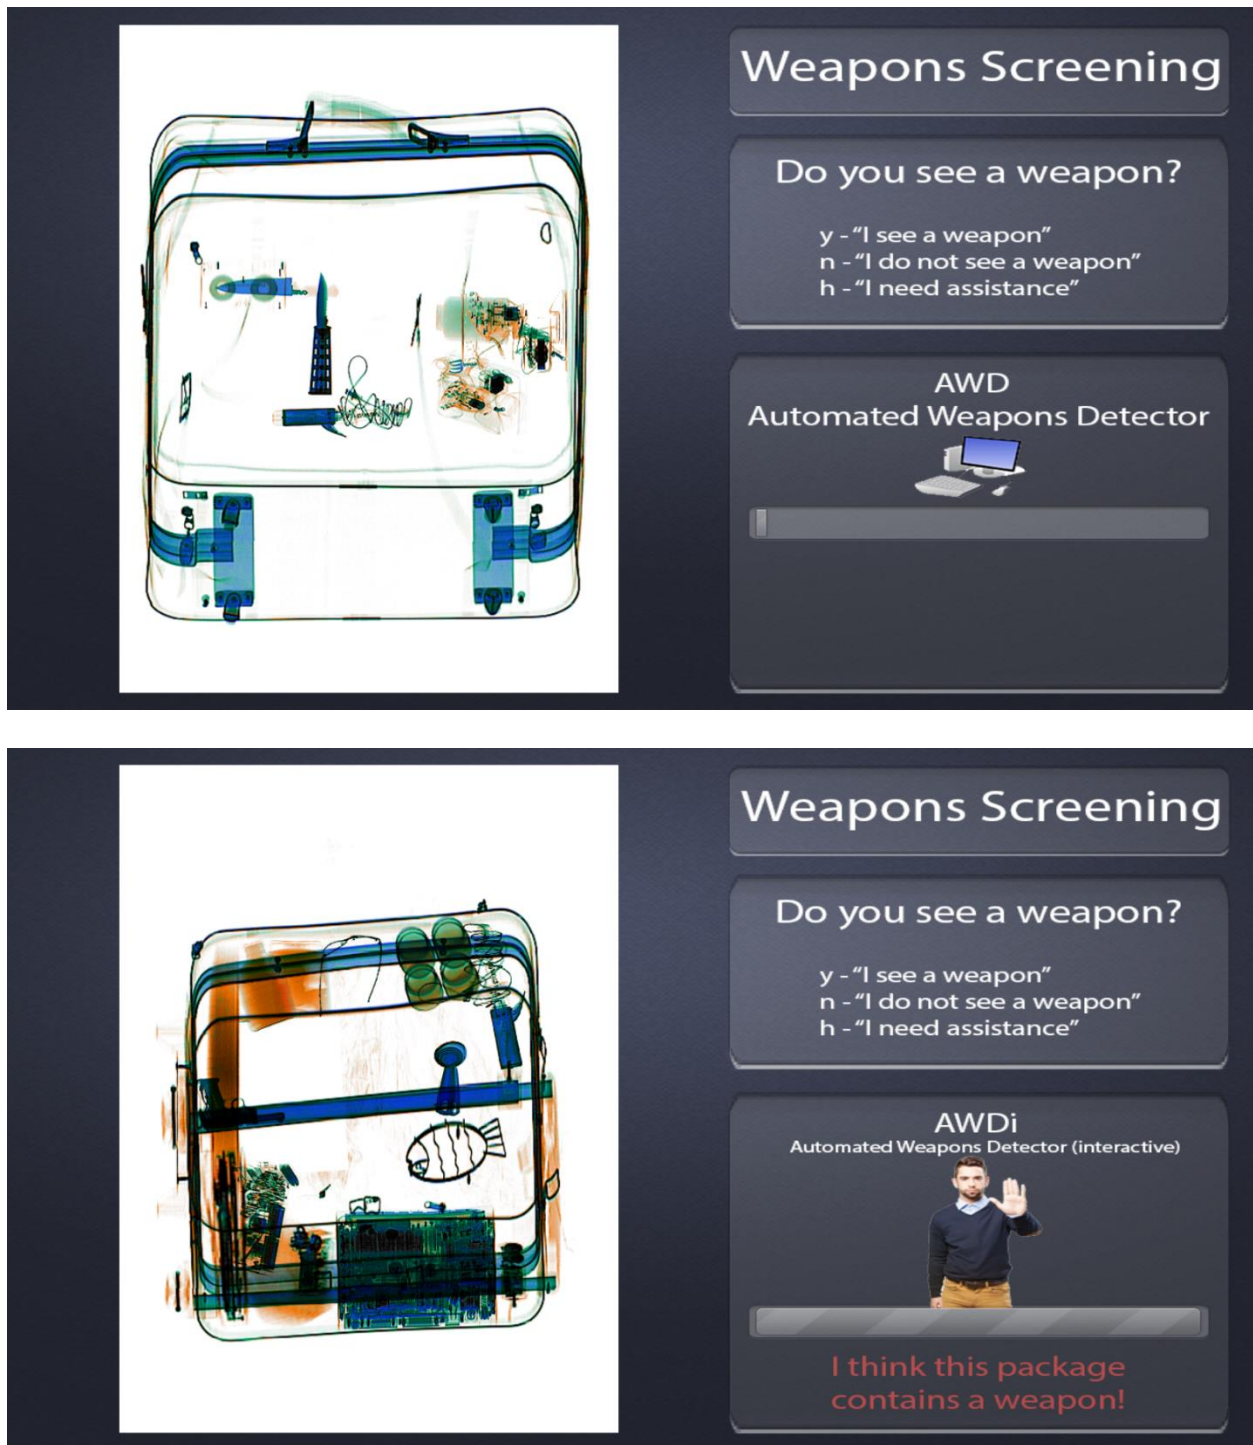 Weapons Screening
Do you see a weapon?
y - “I see a weapon”
n - “I do not see a weapon”
h - “I need assistance”
AWD
Automated Weapons Detector
Weapons Screening
Do you see a weapon?
y - “I see a weapon”
n - “I do not see a weapon”
h - “I need assistance”
AWDi
Automated Weapons Detector (interactive)
I think this package
contains a weapon!